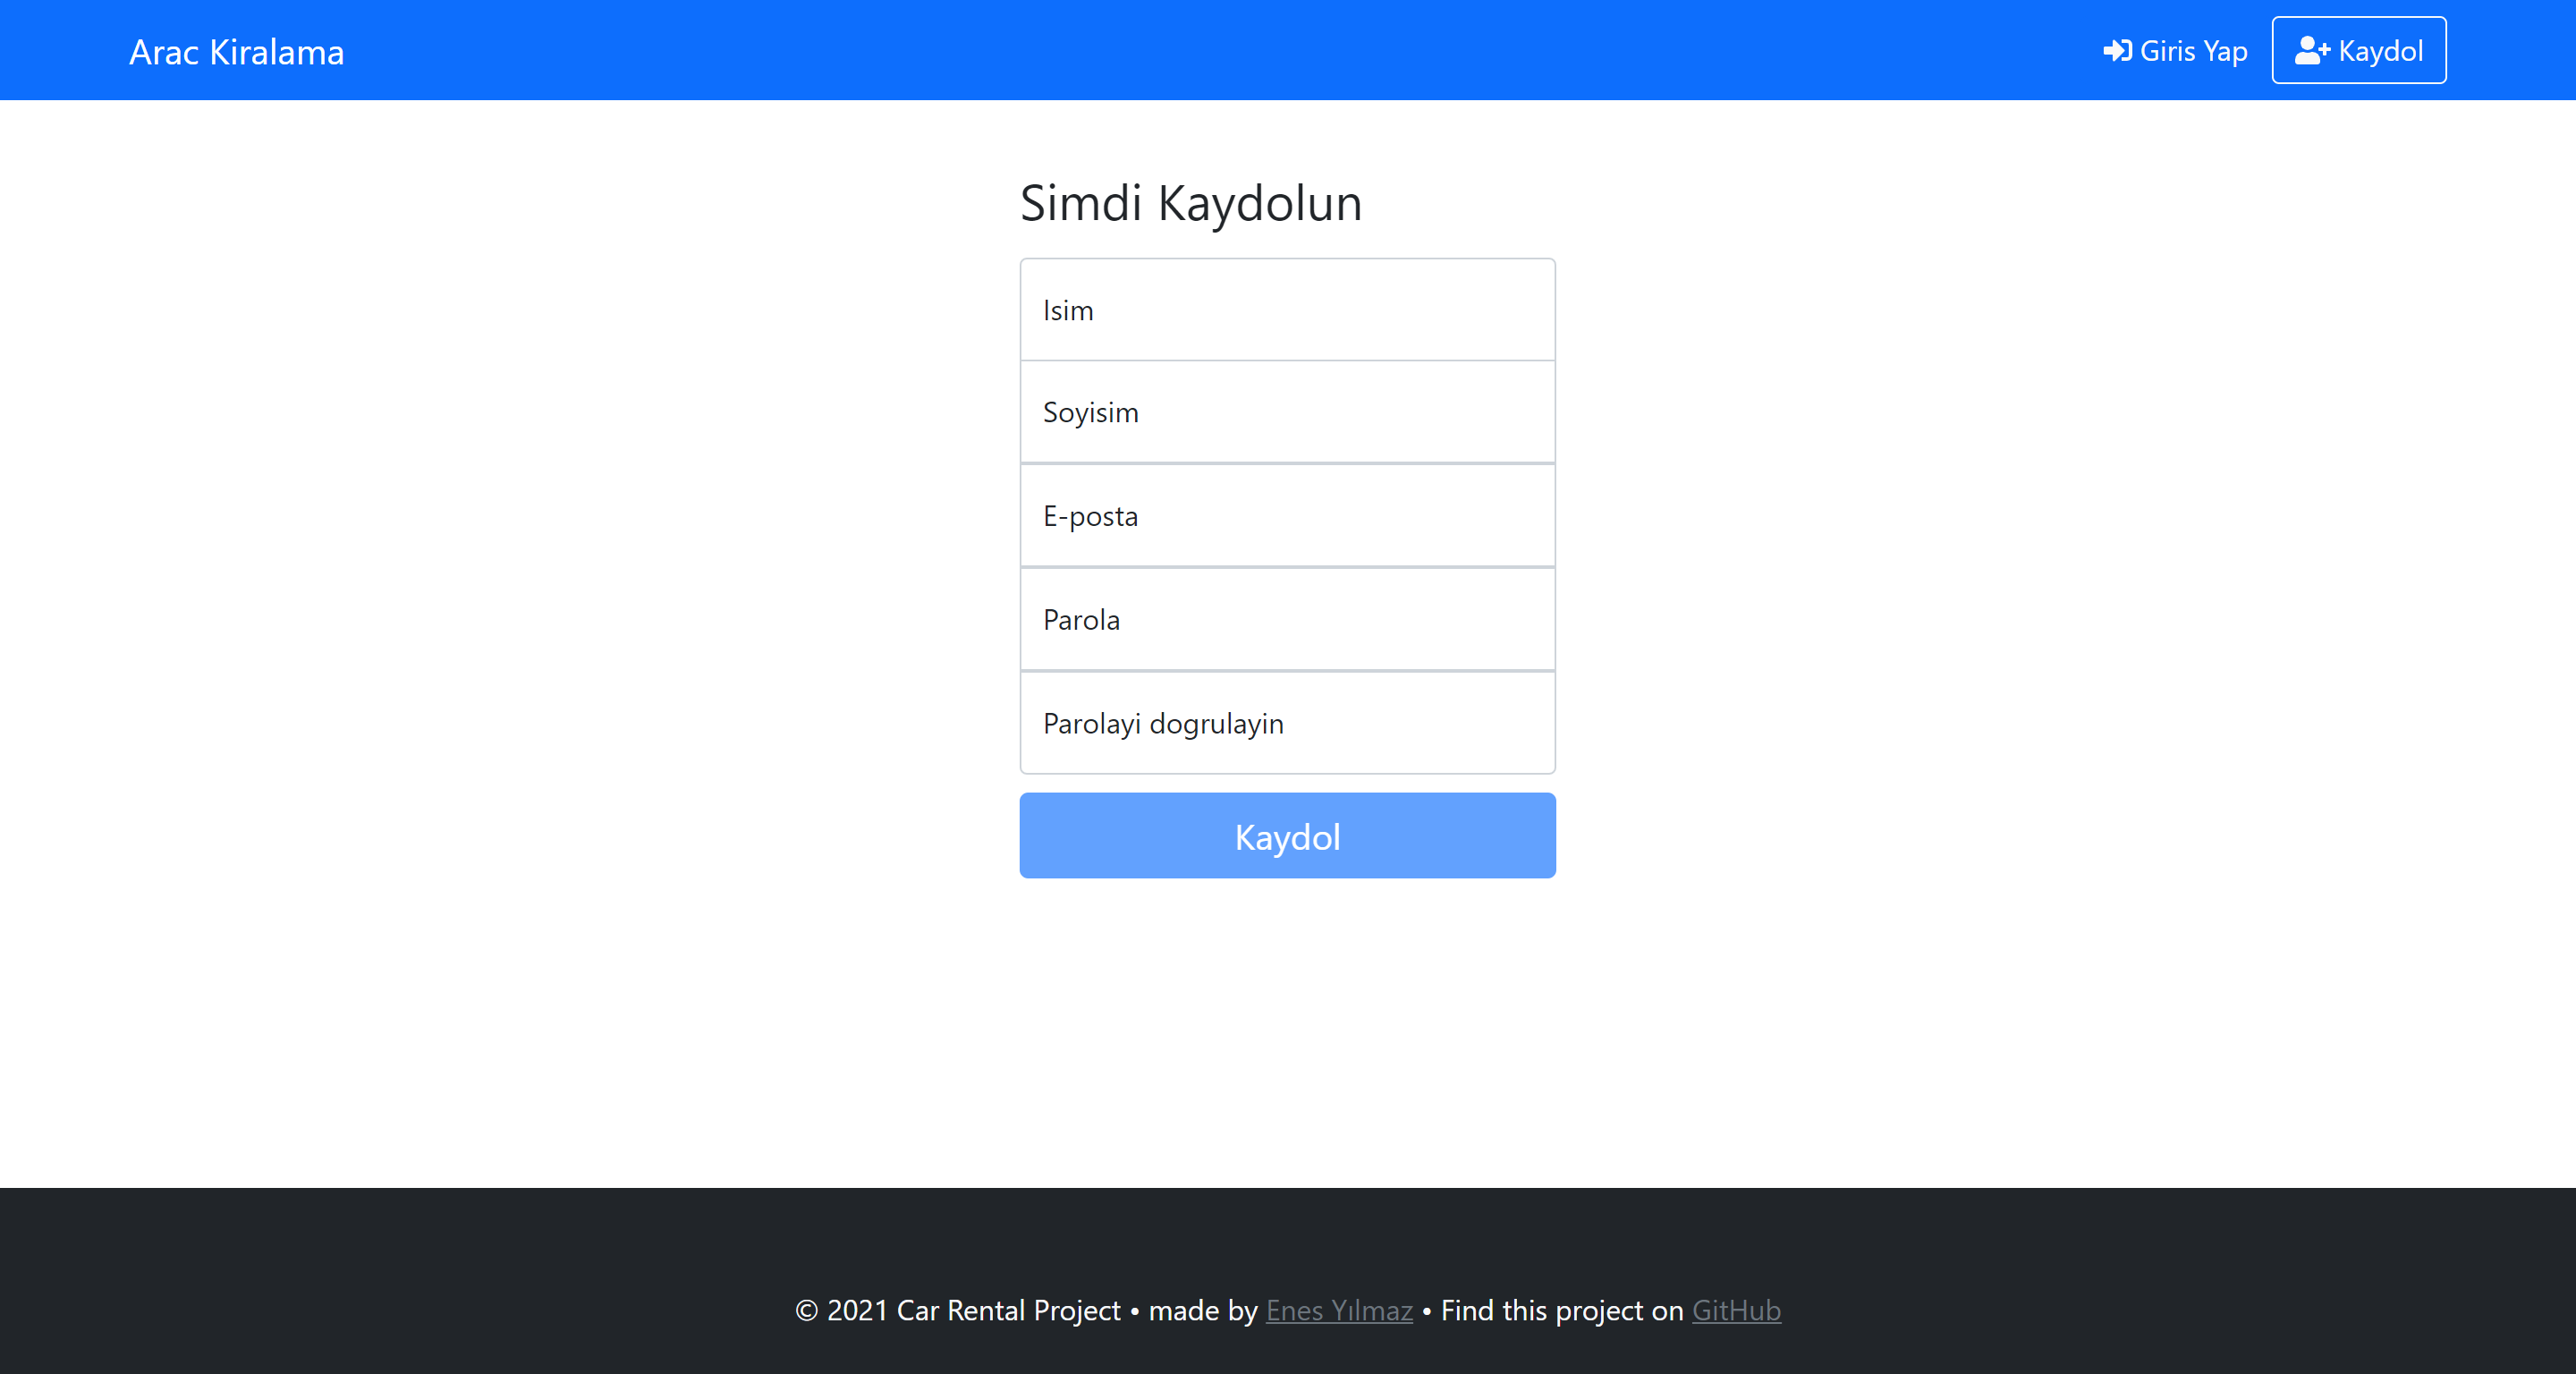 Arac Kiralama
Giris Yap
Kaydol
Simdi Kaydolun
Isim
Soyisim
E-posta
Parola
Parolayi dogrulayin
Kaydol
© 2021 Car Rental Project • made by Enes Yılmaz • Find this project on GitHub